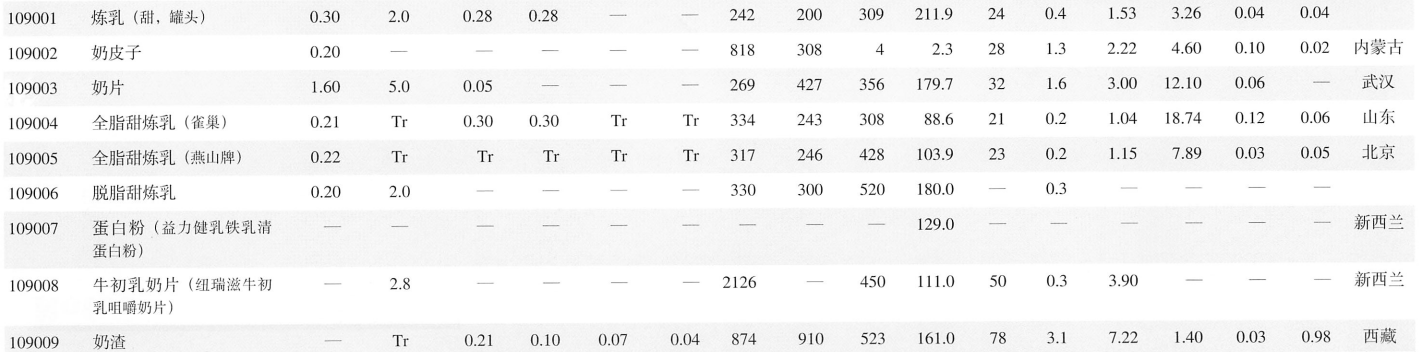 109001 炼乳（甜，罐头） 0.30 2.0 0.28 0.28 — — 242 200 309 211.9 24 0.4 1.53 3.26 0.04 0.04
109002 奶皮子 0.20 — — — — — 818 308 4 2.3 28 1.3 2.22 4.60 0.10 0.02 内蒙古
109003 奶片 1.60 5.0 0.05 — — — 269 427 356 179.7 32 1.6 3.00 12.10 0.06 — 武汉
109004 全脂甜炼乳（雀巢） 0.21 Tr 0.30 0.30 Tr Tr 334 243 308 88.6 21 0.2 1.04 18.74 0.12 0.06 山东
109005 全脂甜炼乳（燕山牌） 0.22 Tr Tr Tr Tr Tr 317 246 428 103.9 23 0.2 1.15 7.89 0.03 0.05 北京
109006 脱脂甜炼乳 0.20 2.0 — — — — 330 300 520 180.0 — 0.3 — — — —
109007 蛋白粉（益力健乳铁乳清 — — — — — — — — — 129.0 — — — — — — 新西兰
蛋白粉）
109008 牛初乳奶片（纽瑞滋牛初 — 2.8 — — — — 2126 — 450 111.0 50 0.3 3.90 — — — 新西兰
乳咀嚼奶片）
109009 奶渣 — Tr 0.21 0.10 0.07 0.04 874 910 523 161.0 78 3.1 7.22 1.40 0.03 0.98 西藏